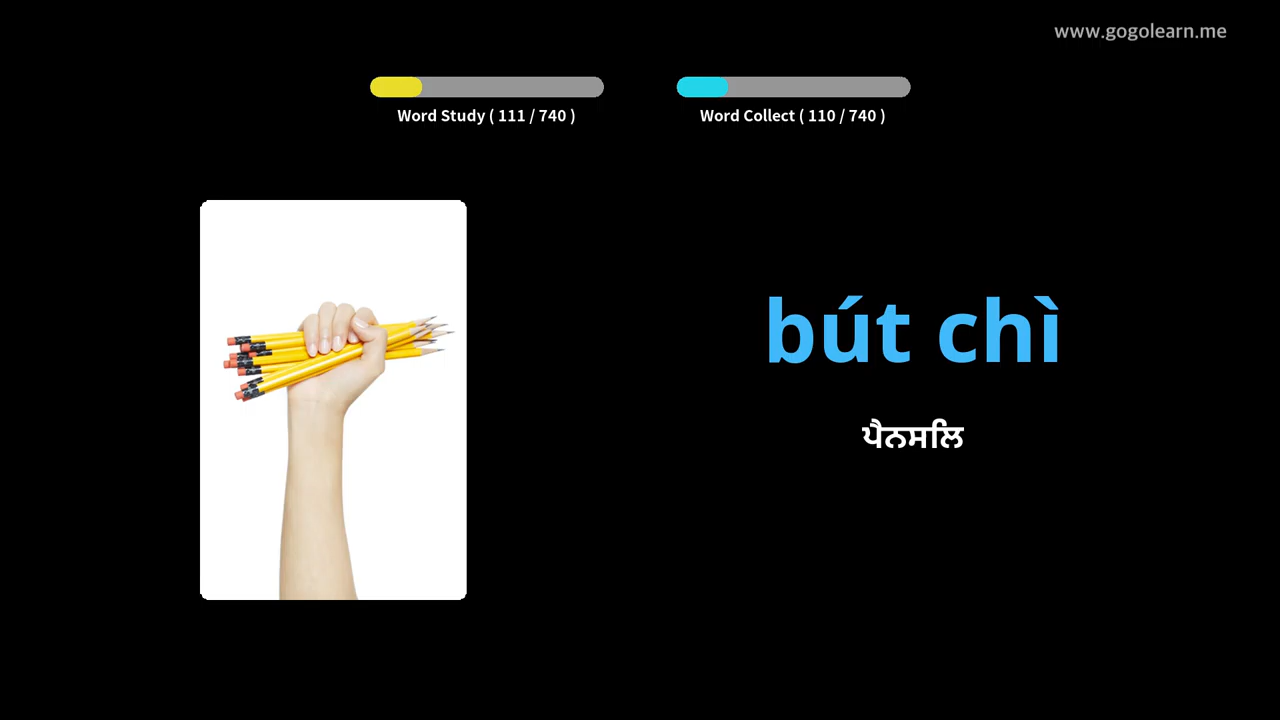 www.gogolearn.me
Word Study ( 111 / 740 )
Word Collect ( 110 / 740 )
bút chì
ਪੈਨਸਲਿ